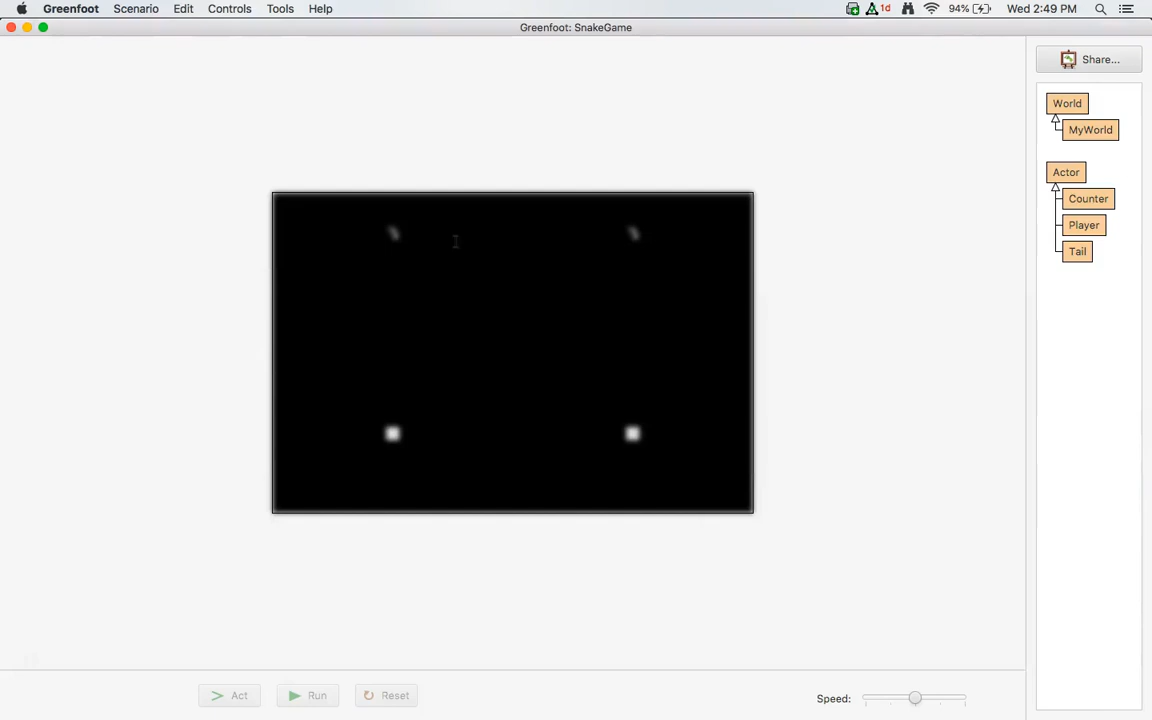 Greenfoot Scenario Edit Controls Tools Help 1d 94% Wed 2:49 PM
Greenfoot: SnakeGame
Share...
World
MyWorld
Actor
Counter
Player
Tail
Act Run Reset Speed: